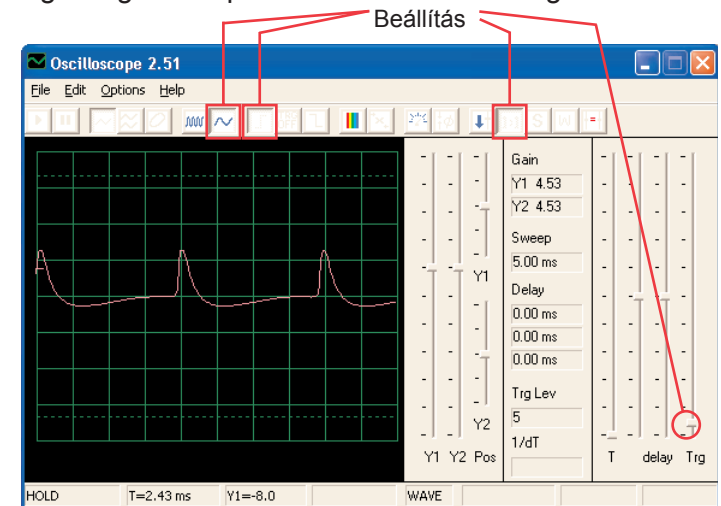 Beállítás
Oscilloscope 2.51
File Edit Options Help
Gain
Y1 4.53
Y2 4.53
Sweep
5.00 ms
Delay
0.00 ms
0.00 ms
0.00 ms
Trg Lev
5
1/dT
Y1
Y2
Y1 Y2 Pos
T delay Trg
HOLD T=2.43 ms Y1=-8.0 WAVE